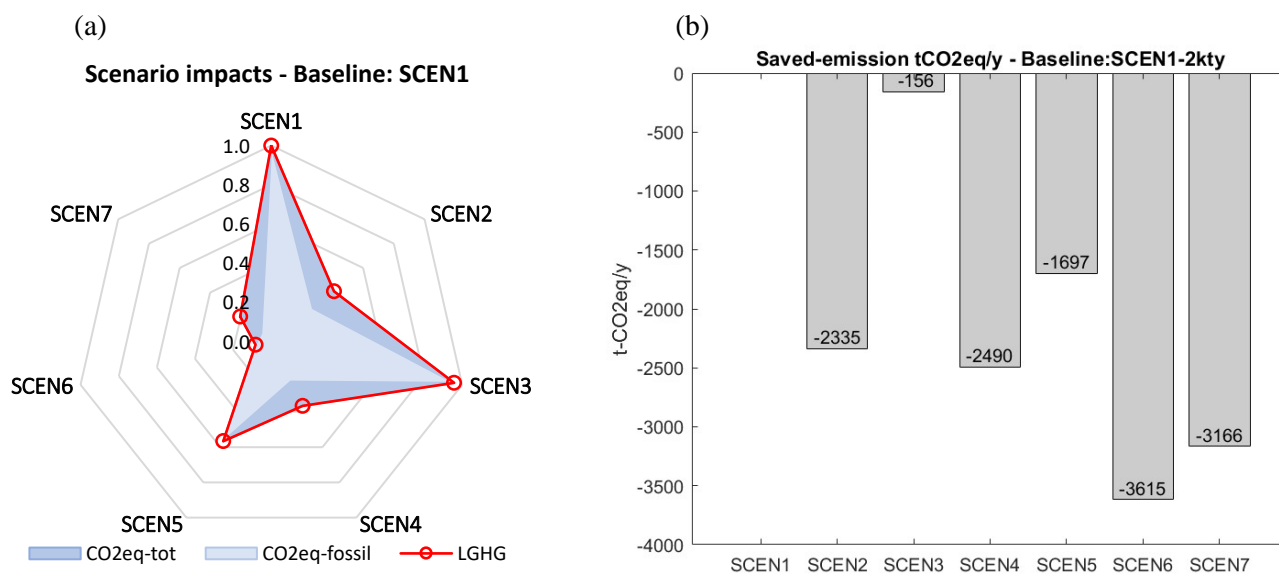 (a)
Scenario impacts - Baseline: SCEN1
SCEN1
1.0
0.8
0.6
0.4
0.2
0.0
SCEN2
SCEN3
SCEN4
SCEN5
SCEN6
SCEN7
CO2eq-tot CO2eq-fossil LGHG
(b)
Saved-emission tCO2eq/y - Baseline:SCEN1-2kty
t-CO2eq/y
0
-500
-1000
-1500
-2000
-2500
-3000
-3500
-4000
-2335
-156
-2490
-1697
-3615
-3166
SCEN1 SCEN2 SCEN3 SCEN4 SCEN5 SCEN6 SCEN7